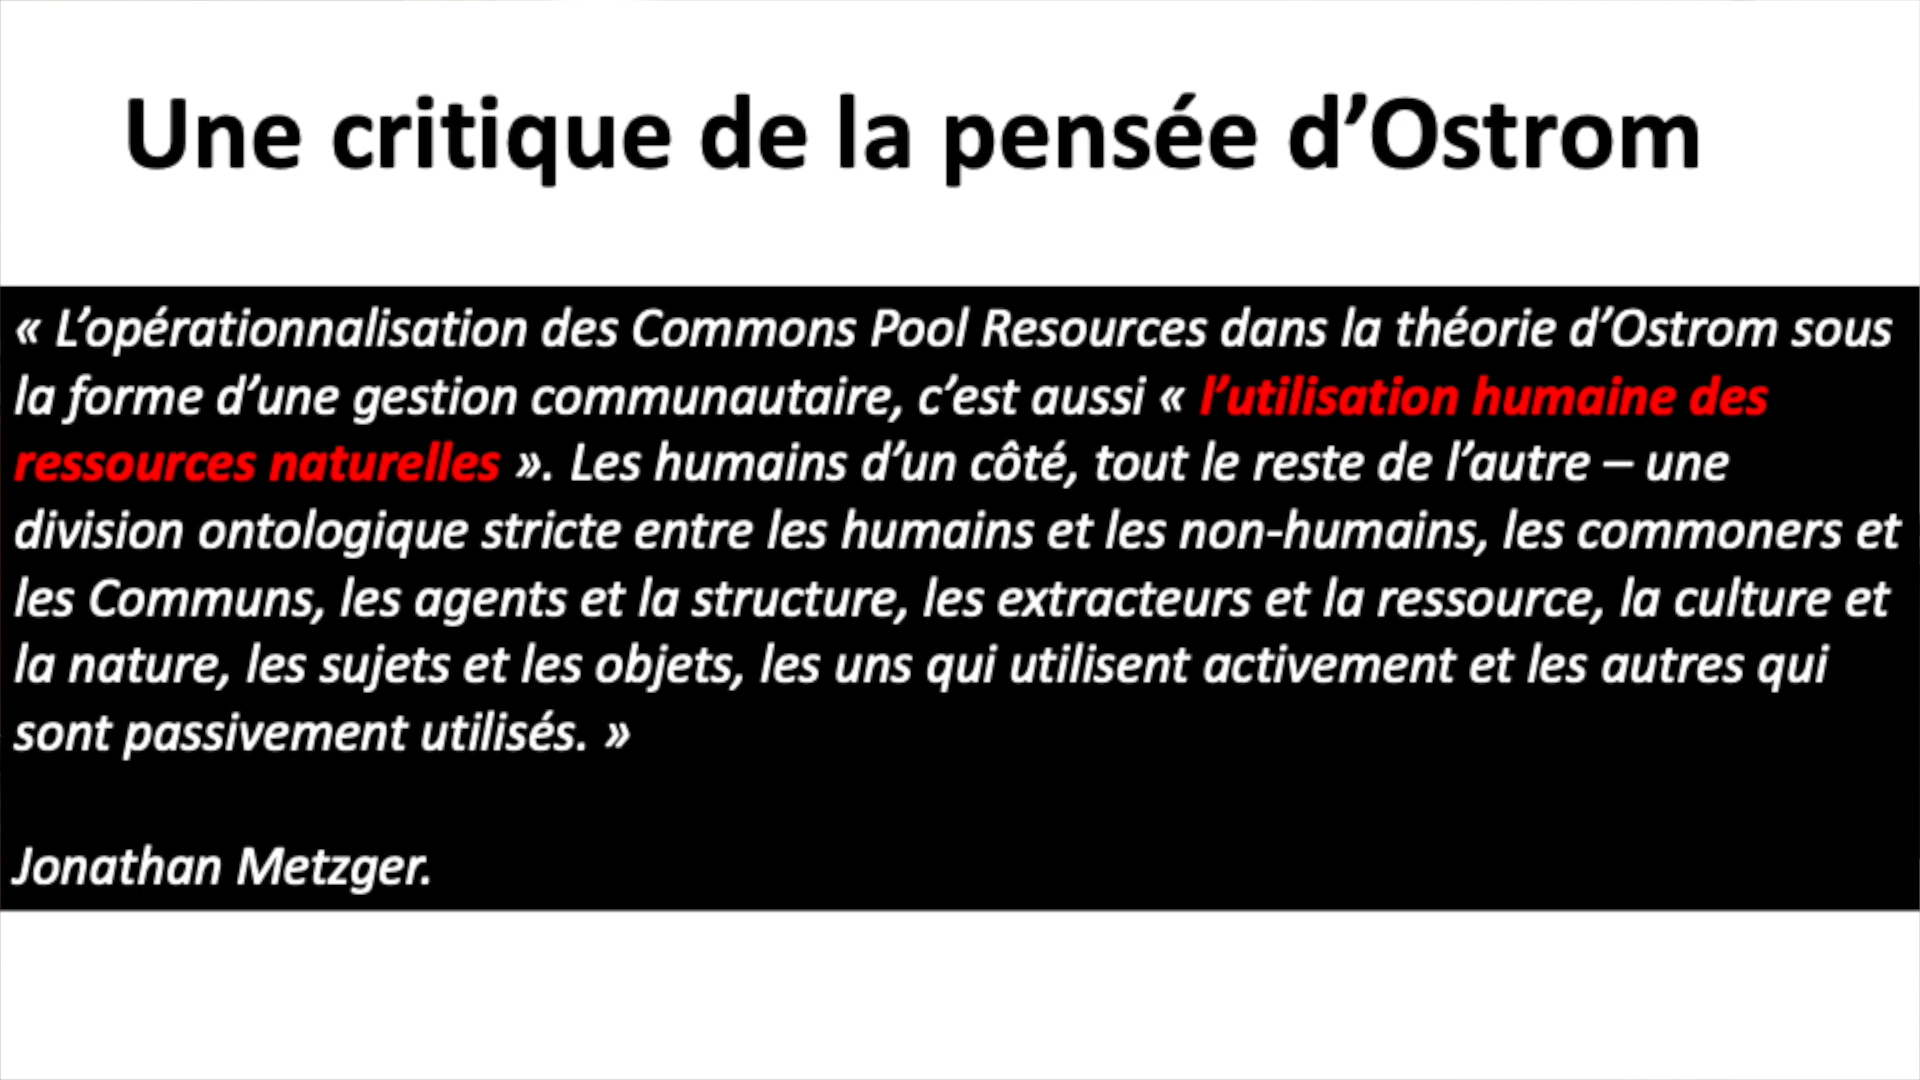 Une critique de la pensée d’Ostrom
« L’opérationnalisation des Commons Pool Resources dans la théorie d’Ostrom sous
la forme d’une gestion communautaire, c’est aussi « l’utilisation humaine des
ressources naturelles ». Les humains d’un côté, tout le reste de l’autre – une
division ontologique stricte entre les humains et les non-humains, les commoners et
les Communs, les agents et la structure, les extracteurs et la ressource, la culture et
la nature, les sujets et les objets, les uns qui utilisent activement et les autres qui
sont passivement utilisés. »
Jonathan Metzger.